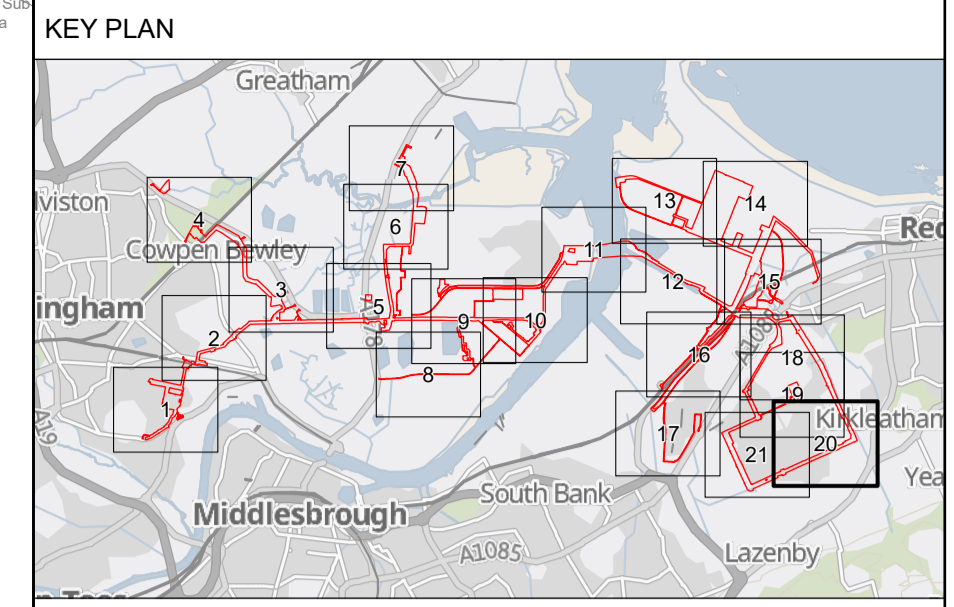 Sub-
a
KEY PLAN
Greatham
7
13
14
lviston
4
6
Red
Cowpen Bewley
11
3
12
15
ingham
5
A178
9
10
2
A1085
16
18
8
19
1
A19
Kirkleatham
17
20
21
Yea
South Bank
Middlesbrough
A1085
Lazenby